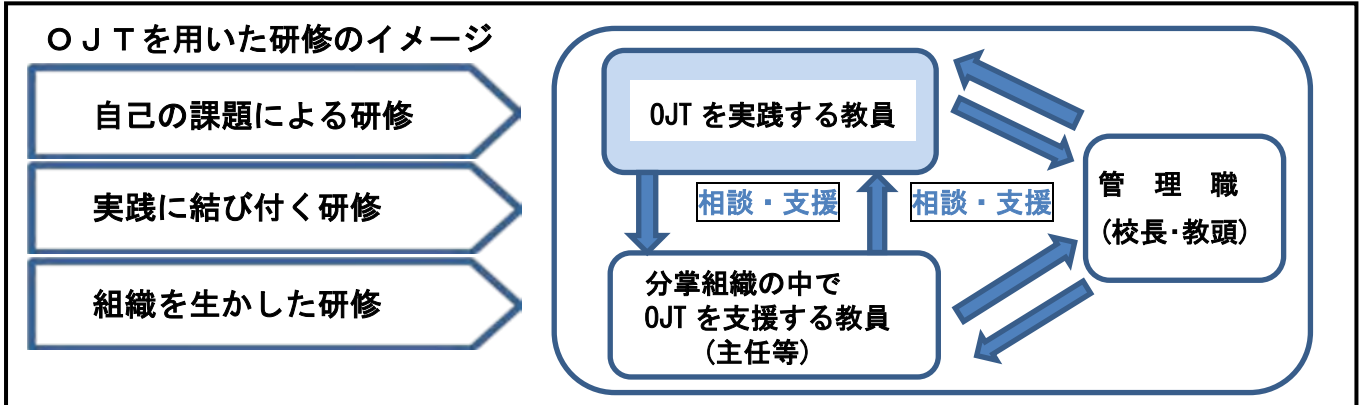 ＯＪＴを用いた研修のイメージ
自己の課題による研修
実践に結び付く研修
組織を生かした研修
OJT を実践する教員
相談・支援
相談・支援
管 理 職
(校長・教頭)
分掌組織の中で
OJT を支援する教員
(主任等)